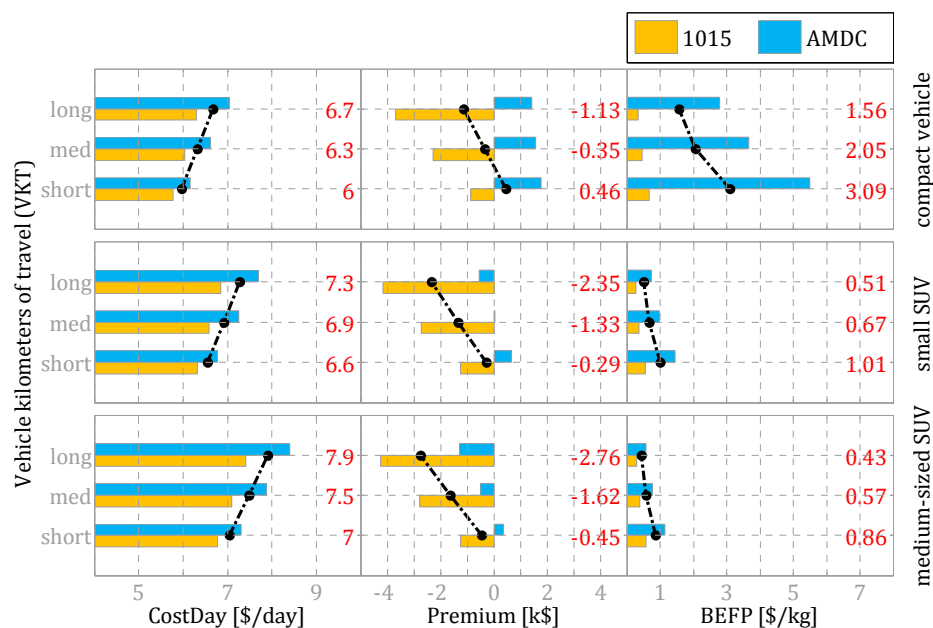 1015 AMDC
Vehicle kilometers of travel (VKT)
long 6.7 -1.13 1.56
med 6.3 -0.35 2.05
short 6 0.46 3.09
compact vehicle
long 7.3 -2.35 0.51
med 6.9 -1.33 0.67
short 6.6 -0.29 1.01
small SUV
long 7.9 -2.76 0.43
med 7.5 -1.62 0.57
short 7 -0.45 0.86
medium-sized SUV
5 7 9 -4 -2 0 2 4 1 3 5 7
CostDay [$/day] Premium [k$] BEFP [$/kg]